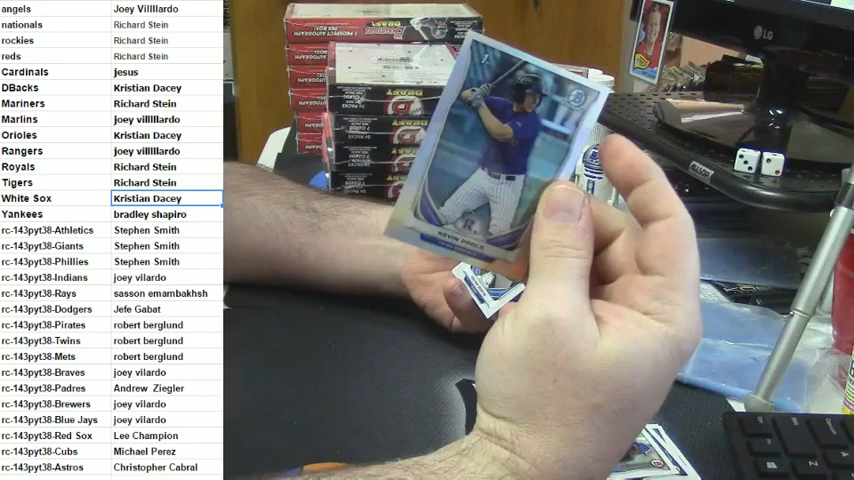 angels Joey Villlllardo
nationals Richard Stein
rockies Richard Stein
reds Richard Stein
Cardinals jesus
DBacks Kristian Dacey
Mariners Richard Stein
Marlins joey villlllardo
Orioles Kristian Dacey
Rangers joey villlllardo
Royals Richard Stein
Tigers Richard Stein
White Sox Kristian Dacey
Yankees bradley shapiro
rc-143pyt38-Athletics Stephen Smith
rc-143pyt38-Giants Stephen Smith
rc-143pyt38-Phillies Stephen Smith
rc-143pyt38-Indians joey vilardo
rc-143pyt38-Rays sasson emambakhsh
rc-143pyt38-Dodgers Jefe Gabat
rc-143pyt38-Pirates robert berglund
rc-143pyt38-Twins robert berglund
rc-143pyt38-Mets robert berglund
rc-143pyt38-Braves joey vilardo
rc-143pyt38-Padres Andrew Ziegler
rc-143pyt38-Brewers joey vilardo
rc-143pyt38-Blue Jays joey vilardo
rc-143pyt38-Red Sox Lee Champion
rc-143pyt38-Cubs Michael Perez
rc-143pyt38-Astros Christopher Cabral
DRAFT
LG
KEVIN